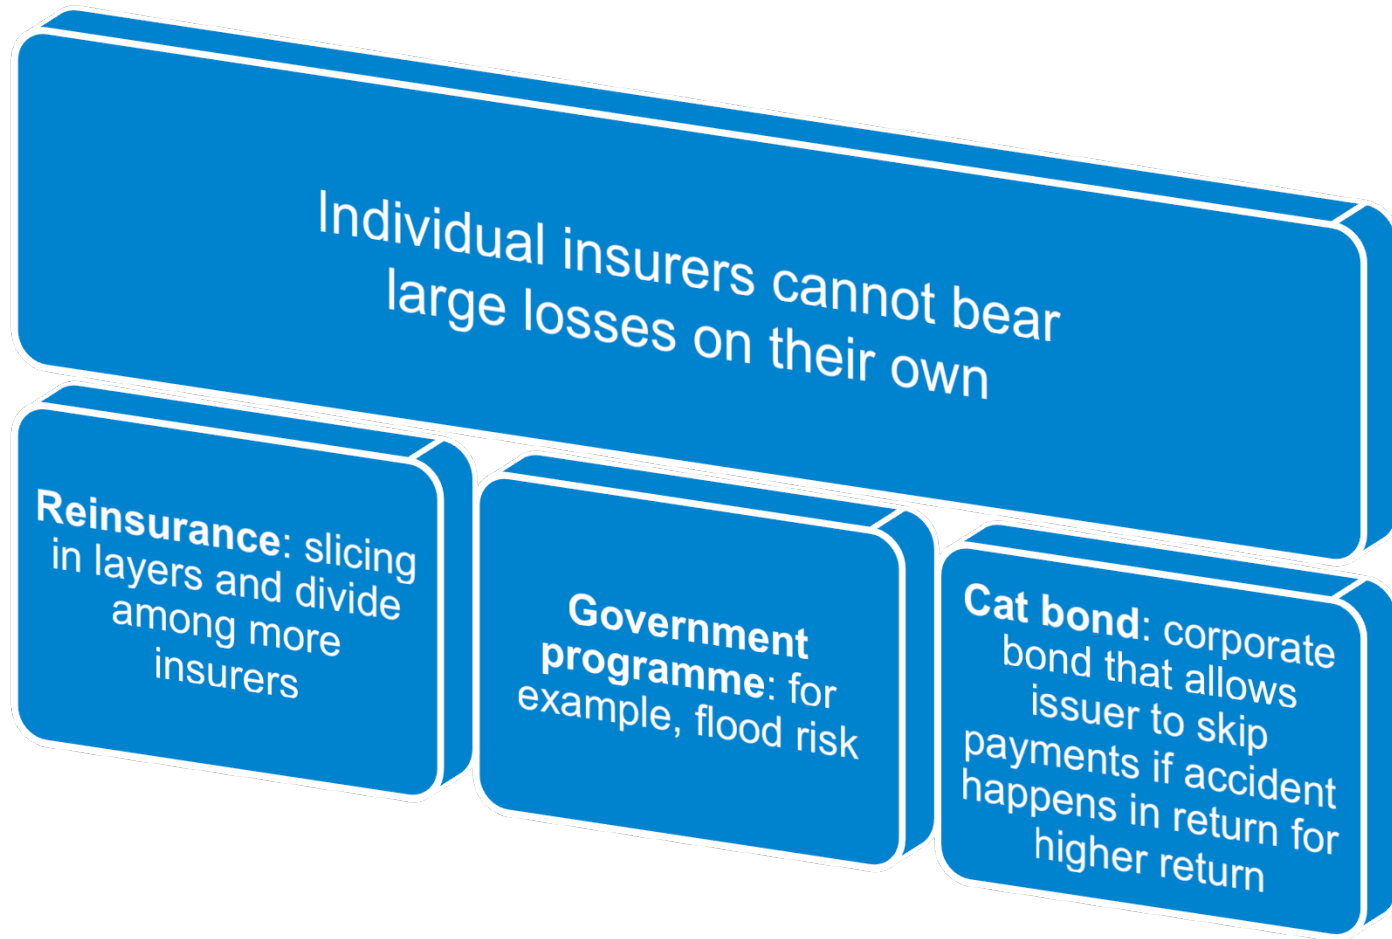 Individual insurers cannot bear
large losses on their own
Reinsurance: slicing
in layers and divide
among more
insurers
Government
programme: for
example, flood risk
Cat bond: corporate
bond that allows
issuer to skip
payments if accident
happens in return for
higher return